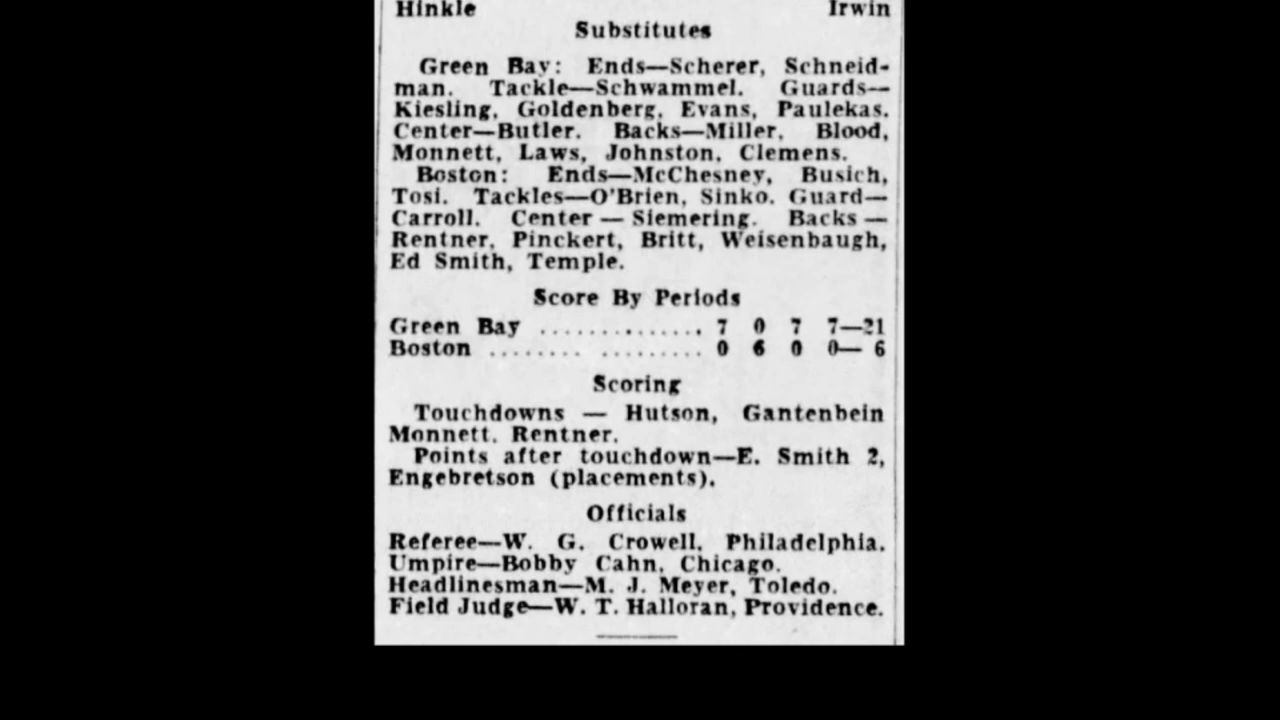 Hinkle Irwin
Substitutes
Green Bay: Ends—Scherer, Schneid-
man. Tackle—Schwammel. Guards—
Kiesling, Goldenberg, Evans, Paulekas.
Center—Butler. Backs—Miller, Blood,
Monnett, Laws, Johnston, Clemens.
Boston: Ends—McChesney, Busich,
Tosi. Tackles—O'Brien, Sinko. Guard—
Carroll. Center — Siemering. Backs —
Rentner, Pinckert, Britt, Weisenbaugh,
Ed Smith, Temple.
Score By Periods
Green Bay .............. 7 0 7 7—21
Boston ........ ......... 0 6 0 0— 6
Scoring
Touchdowns — Hutson, Gantenbein
Monnett. Rentner.
Points after touchdown—E. Smith 2,
Engebretson (placements).
Officials
Referee—W. G. Crowell, Philadelphia.
Umpire—Bobby Cahn, Chicago.
Headlinesman—M. J. Meyer, Toledo.
Field Judge—W. T. Halloran, Providence.